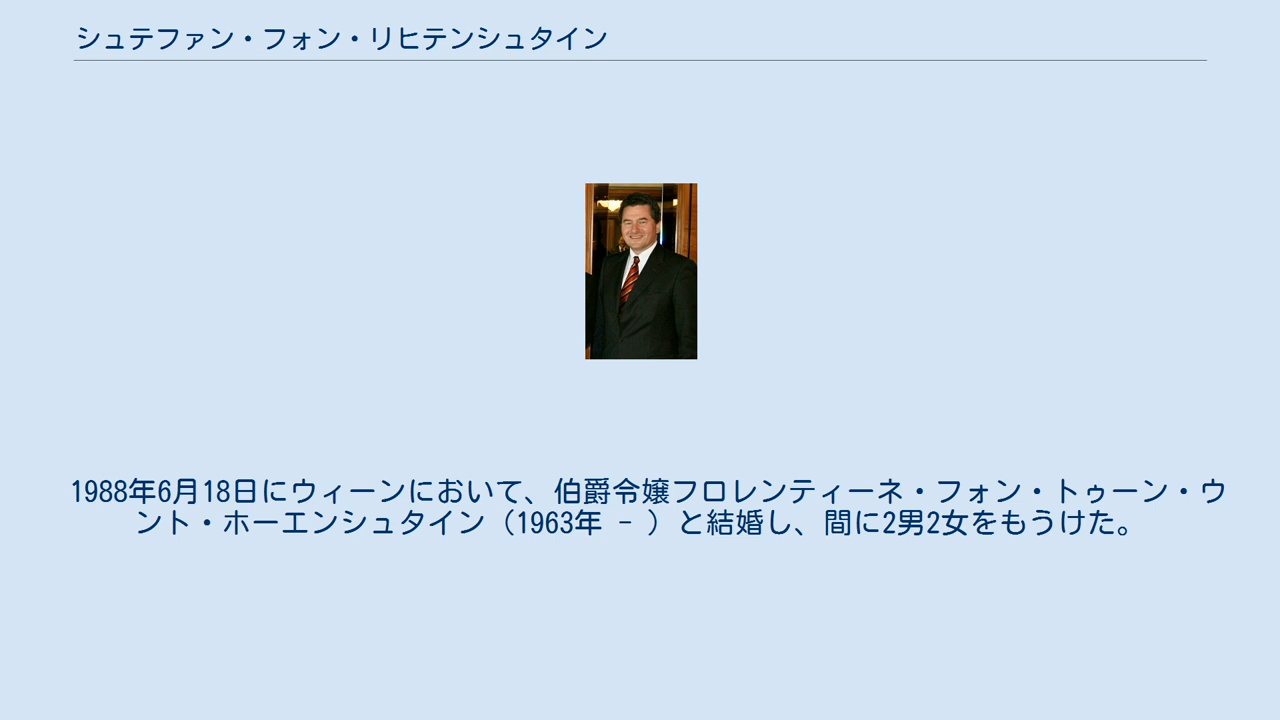 シュテファン・フォン・リヒテンシュタイン
1988年6月18日にウィーンにおいて、伯爵令嬢フロレンティーネ・フォン・トゥーン・ウ
ント・ホーエンシュタイン（1963年 - ）と結婚し、間に2男2女をもうけた。